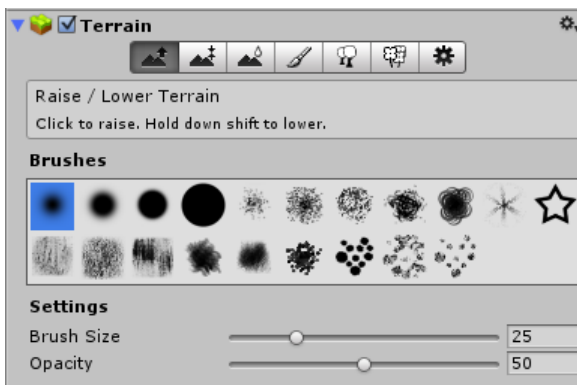 Terrain
Raise / Lower Terrain
Click to raise. Hold down shift to lower.
Brushes
Settings
Brush Size 25
Opacity 50